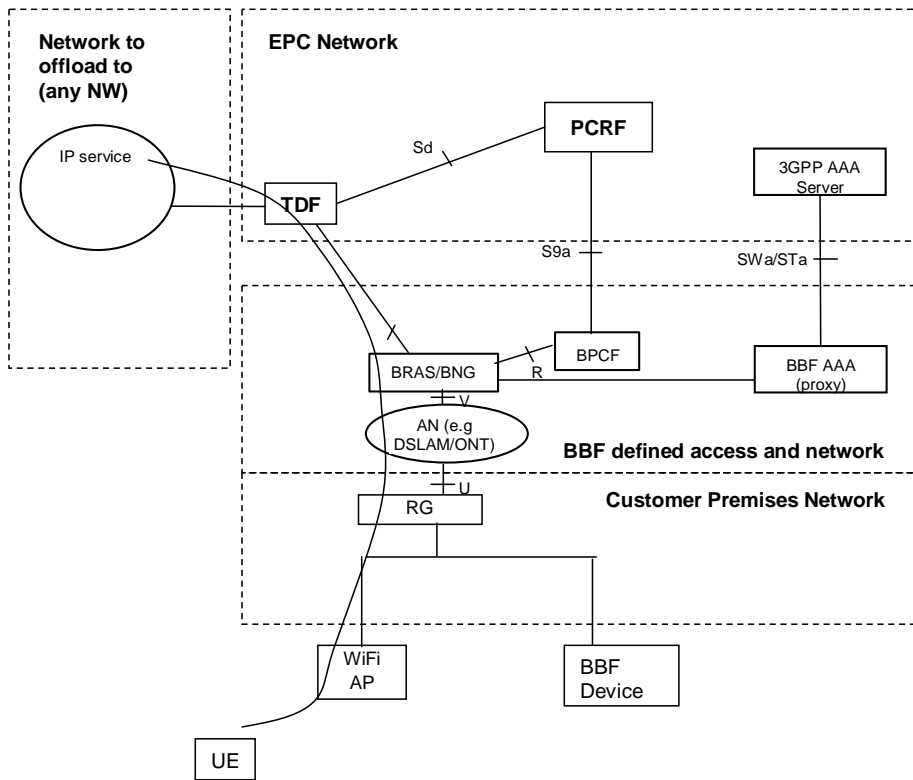 Network to
offload to
(any NW)
EPC Network
IP service
PCRF
Sd
3GPP AAA
Server
TDF
S9a
SWa/STa
BPCF
R
BRAS/BNG
BBF AAA
(proxy)
V
AN (e.g
DSLAM/ONT)
BBF defined access and network
U
Customer Premises Network
RG
WiFi
AP
BBF
Device
UE